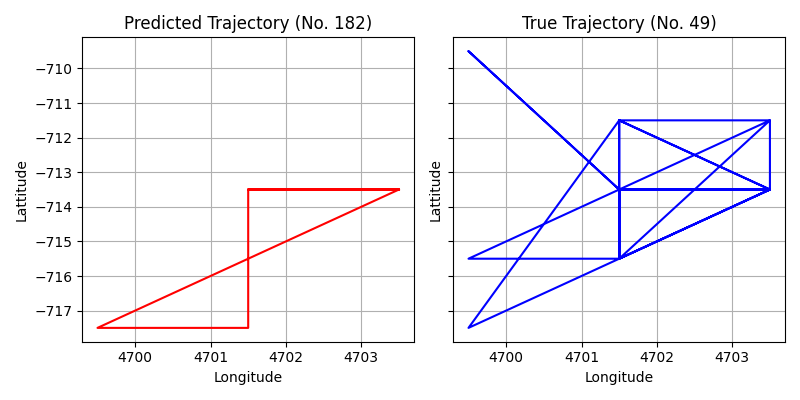 Predicted Trajectory (No. 182)
True Trajectory (No. 49)
−710
−711
−712
−713
−714
−715
−716
−717
Lattitude
Lattitude
4700 4701 4702 4703
4700 4701 4702 4703
Longitude
Longitude